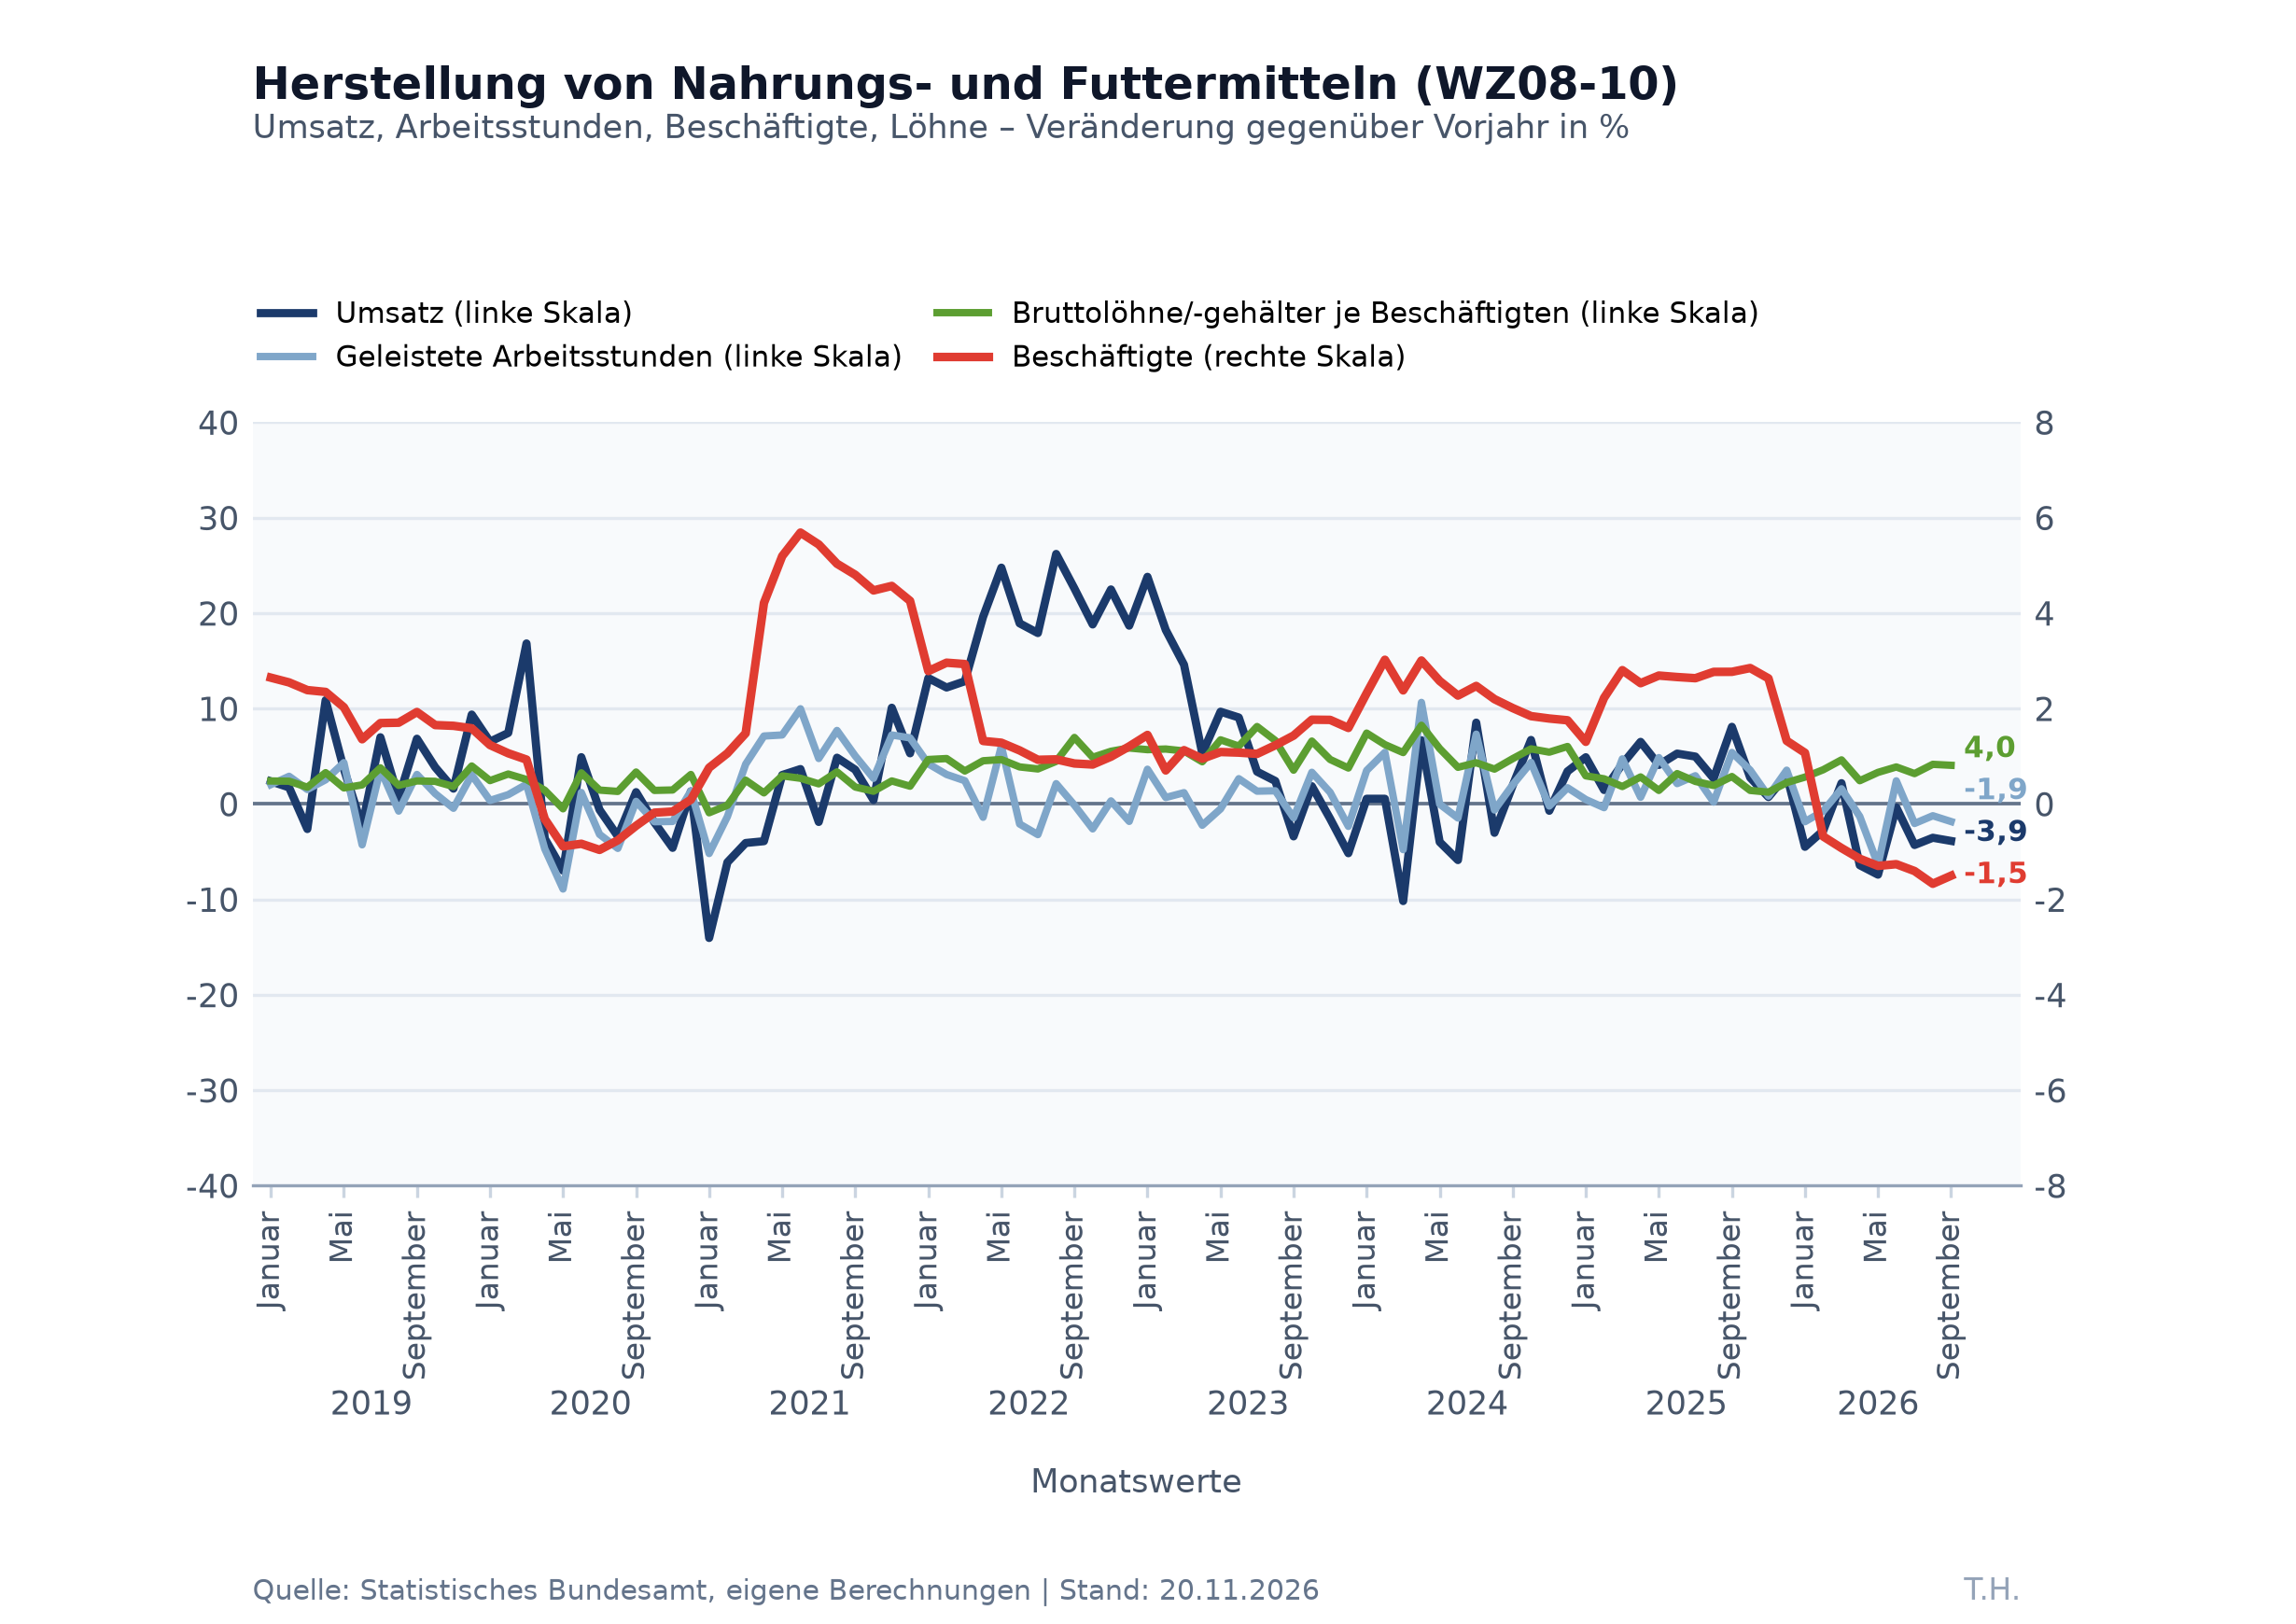 Herstellung von Nahrungs- und Futtermitteln (WZ08-10)
Umsatz, Arbeitsstunden, Beschäftigte, Löhne – Veränderung gegenüber Vorjahr in %
Umsatz (linke Skala)
Geleistete Arbeitsstunden (linke Skala)
Bruttolöhne/-gehälter je Beschäftigten (linke Skala)
Beschäftigte (rechte Skala)
40
30
20
10
0
-10
-20
-30
-40
8
6
4
2
0
-2
-4
-6
-8
4,0
-1,9
-3,9
-1,5
Januar
Mai
September
Januar
Mai
September
Januar
Mai
September
Januar
Mai
September
Januar
Mai
September
Januar
Mai
September
Januar
Mai
September
Januar
Mai
September
2019
2020
2021
2022
2023
2024
2025
2026
Monatswerte
Quelle: Statistisches Bundesamt, eigene Berechnungen | Stand: 20.11.2026
T.H.